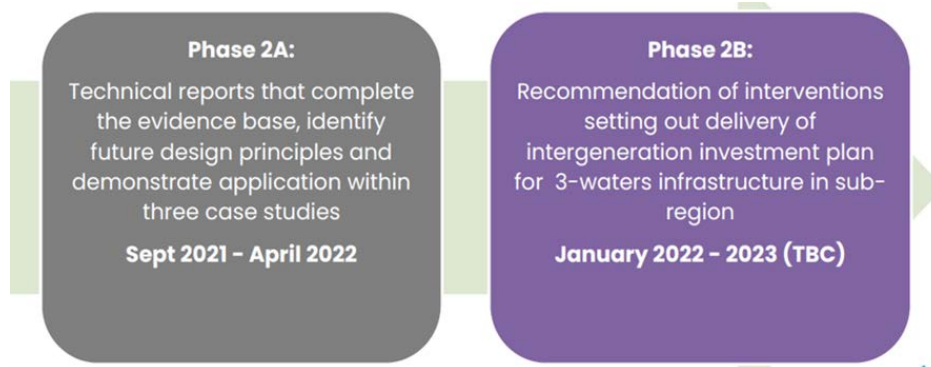 Phase 2A:
Technical reports that complete
the evidence base, identify
future design principles and
demonstrate application within
three case studies
Sept 2021 - April 2022
Phase 2B:
Recommendation of interventions
setting out delivery of
intergeneration investment plan
for 3-waters infrastructure in sub-
region
January 2022 - 2023 (TBC)